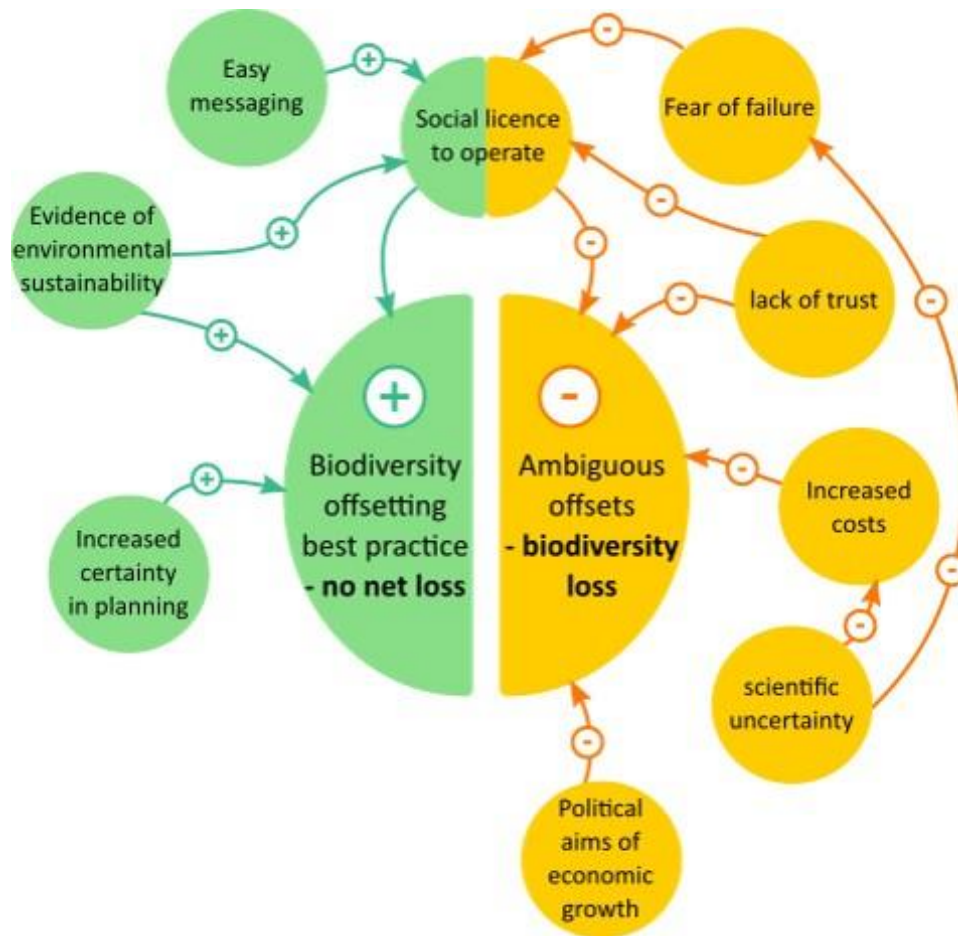 Easy
messaging
+
Social licence
to operate
-
Fear of failure
Evidence of
environmental
sustainability
+
+
-
-
-
lack of trust
-
+
Biodiversity
offsetting
best practice
- no net loss
-
Ambiguous
offsets
- biodiversity
loss
+
Increased
certainty
in planning
-
Increased
costs
-
-
scientific
uncertainty
-
Political
aims of
economic
growth